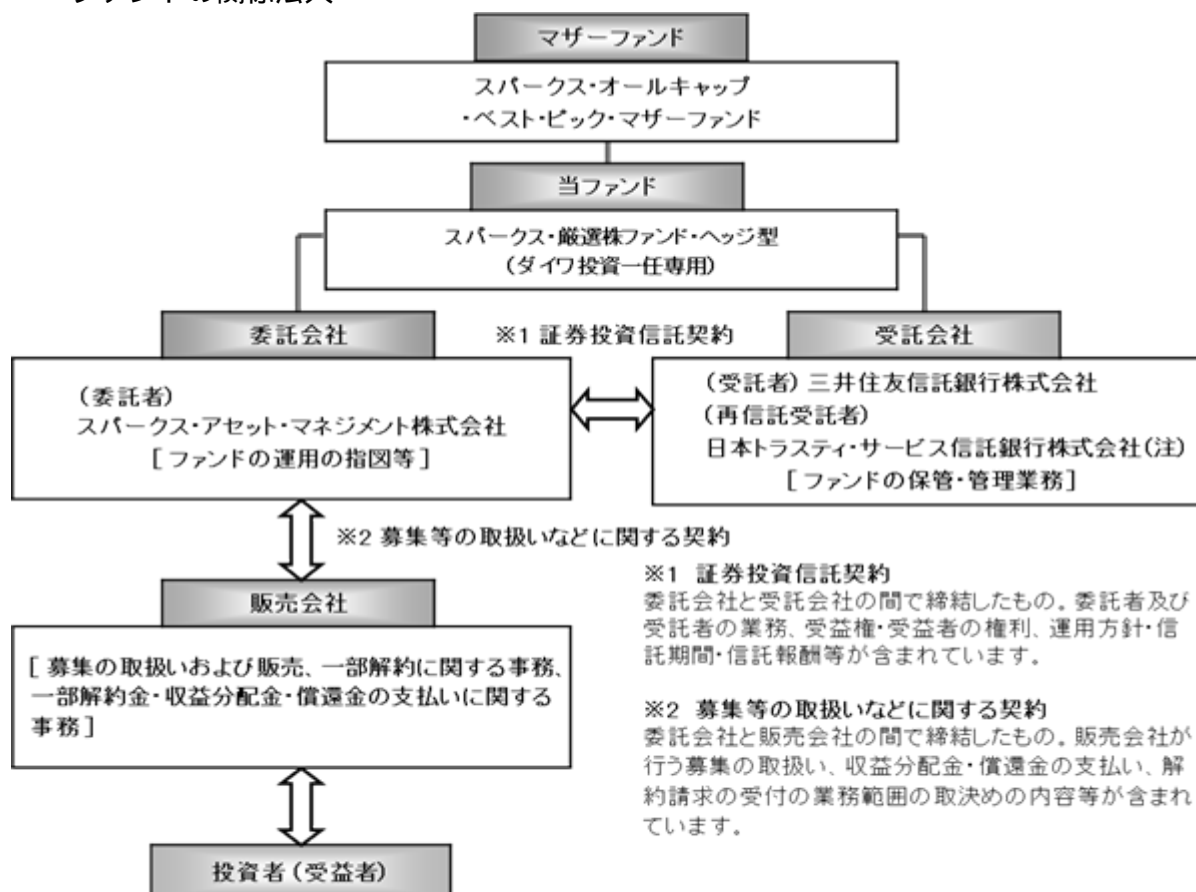 マザーファンド
スパークス・オールキャップ
・ベスト・ピック・マザーファンド
当ファンド
スパークス・厳選株ファンド・ヘッジ型
(ダイワ投資一任専用)
委託会社
※1 証券投資信託契約
受託会社
(委託者)
スパークス・アセット・マネジメント株式会社
[ファンドの運用の指図等]
(受託者) 三井住友信託銀行株式会社
(再信託受託者)
日本トラスティ・サービス信託銀行株式会社(注)
[ファンドの保管・管理業務]
※2 募集等の取扱いなどに関する契約
販売会社
[募集の取扱いおよび販売、一部解約に関する事務、
一部解約金・収益分配金・償還金の支払いに関する
事務]
※1 証券投資信託契約
委託会社と受託会社の間で締結したもの。委託者及び
受託者の業務、受益権・受益者の権利、運用方針・信
託期間・信託報酬等が含まれています。
※2 募集等の取扱いなどに関する契約
委託会社と販売会社の間で締結したもの。販売会社が
行う募集の取扱い、収益分配金・償還金の支払い、解
約請求の受付の業務範囲の取決めの内容等が含まれ
ています。
投資者(受益者)